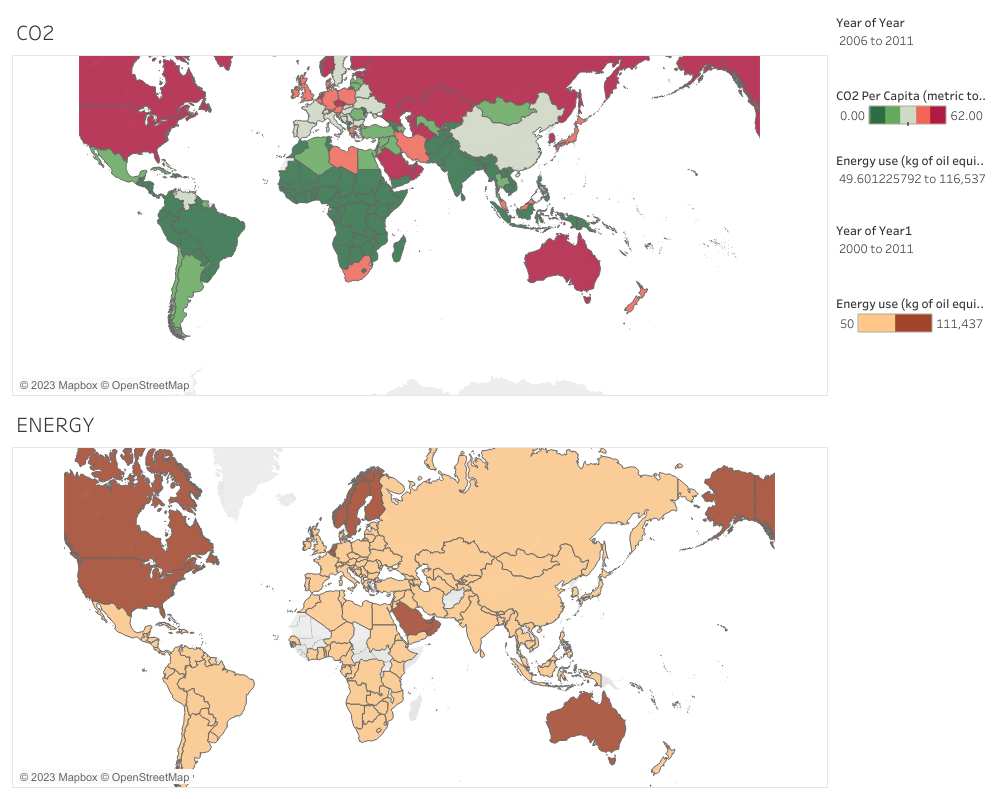 CO2
© 2023 Mapbox © OpenStreetMap
ENERGY
© 2023 Mapbox © OpenStreetMap
Year of Year
2006 to 2011
CO2 Per Capita (metric to..
0.00 62.00
Energy use (kg of oil equi..
49.601225792 to 116,537
Year of Year1
2000 to 2011
Energy use (kg of oil equi..
50 111,437